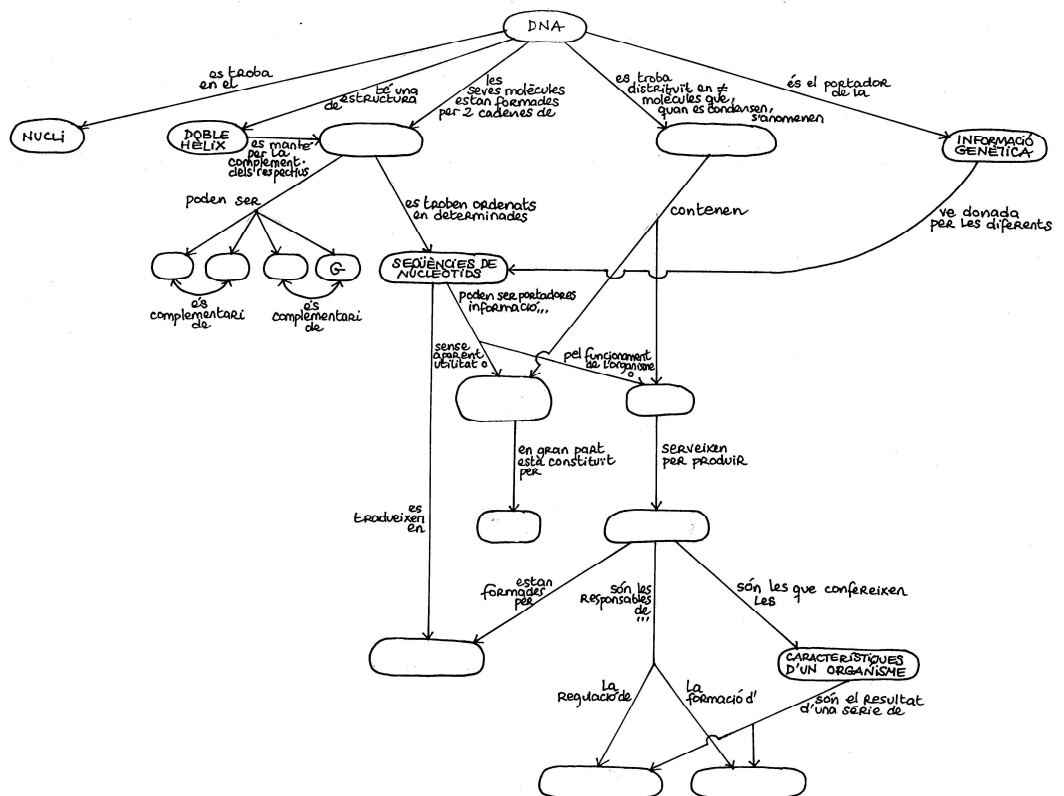 DNA
es troba
en el
té una
estructura
de
les
seves molècules
estan formades
per 2 cadenes de
es troba
distribuït en ≠
molècules que,
quan es condensen,
s'anomenen
és el portador
de la
NUCLI
DOBLE
HÈLIX
es manté
per la
complement.
dels respectius
INFORMACIÓ
GENÈTICA
poden ser
es troben ordenats
en determinades
contenen
ve donada
per les diferents
G
SEQÜÈNCIES DE
NUCLEÒTIDS
és
complementari
de
és
complementari
de
poden ser portadores
informació...
sense
aparent
utilitat o
pel funcionament
de l'organisme
o
en gran part
està constituït
per
serveixen
per produir
es
tradueixen
en
estan
formades
per
són les
responsables
de
...
són les que confereixen
les
CARACTERÍSTIQUES
D'UN ORGANISME
la
regulació de
la
formació d'
són el resultat
d'una sèrie de